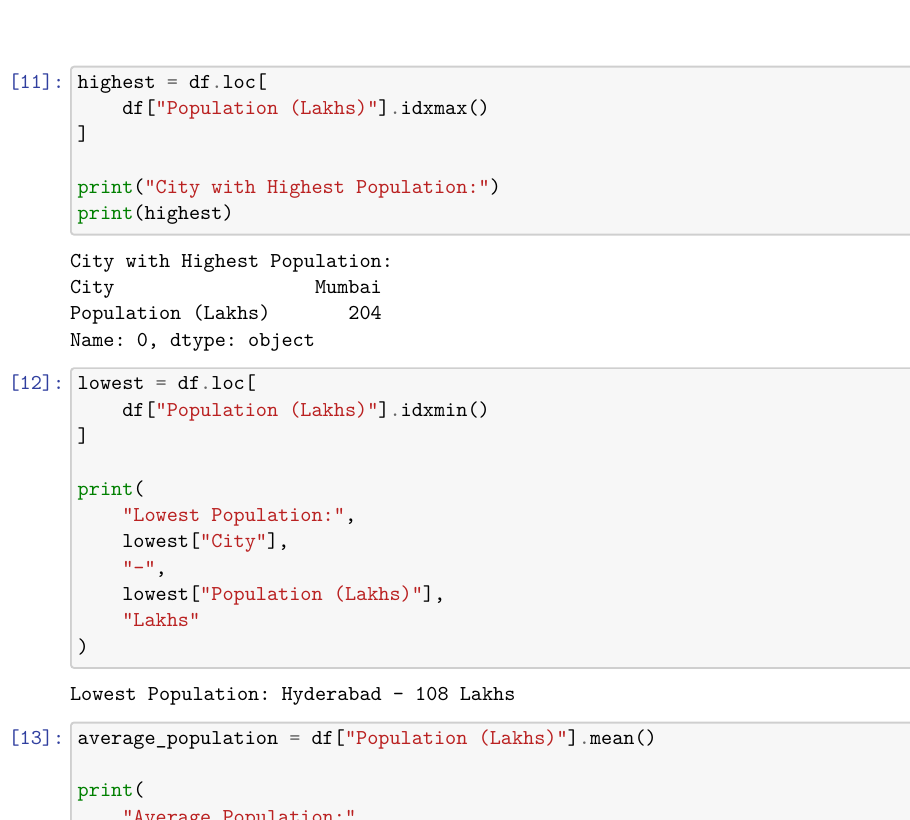 [11]: highest = df.loc[
    df["Population (Lakhs)"].idxmax()
]
print("City with Highest Population:")
print(highest)
City with Highest Population:
City                  Mumbai
Population (Lakhs)       204
Name: 0, dtype: object
[12]: lowest = df.loc[
    df["Population (Lakhs)"].idxmin()
]
print(
    "Lowest Population:",
    lowest["City"],
    "-",
    lowest["Population (Lakhs)"],
    "Lakhs"
)
Lowest Population: Hyderabad - 108 Lakhs
[13]: average_population = df["Population (Lakhs)"].mean()
print(
    "Average Population:"